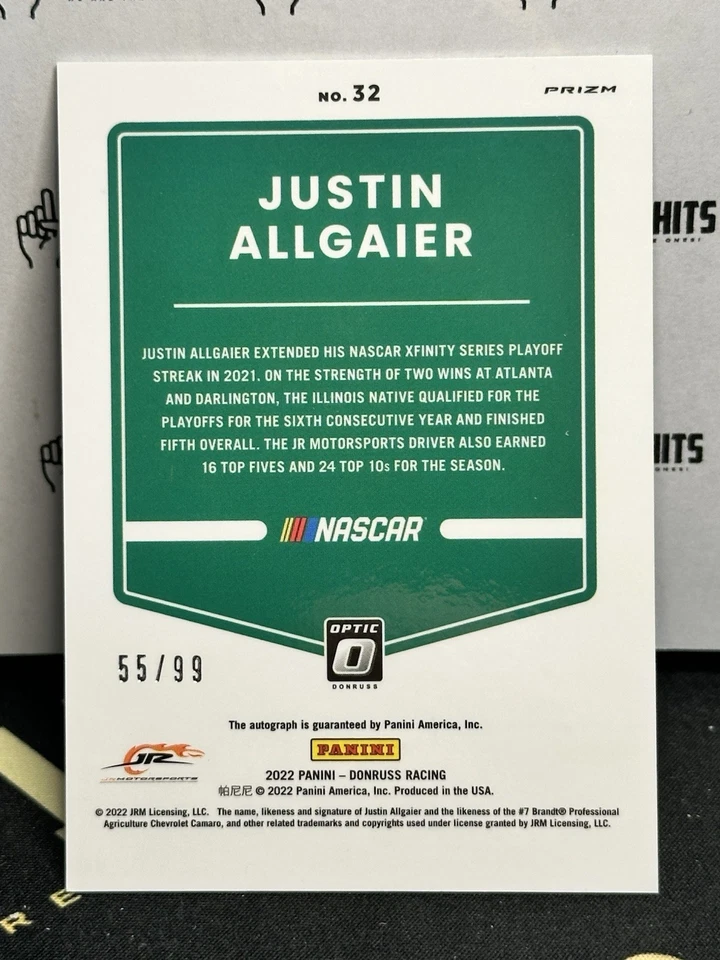 NO. 32
PRIZM
JUSTIN
ALLGAIER
JUSTIN ALLGAIER EXTENDED HIS NASCAR XFINITY SERIES PLAYOFF
STREAK IN 2021. ON THE STRENGTH OF TWO WINS AT ATLANTA
AND DARLINGTON, THE ILLINOIS NATIVE QUALIFIED FOR THE
PLAYOFFS FOR THE SIXTH CONSECUTIVE YEAR AND FINISHED
FIFTH OVERALL. THE JR MOTORSPORTS DRIVER ALSO EARNED
16 TOP FIVES AND 24 TOP 10s FOR THE SEASON.
NASCAR
OPTIC
O
DONRUSS
55/99
The autograph is guaranteed by Panini America, Inc.
PANINI
JR
JRMOTORSPORTS
2022 PANINI – DONRUSS RACING
帕尼尼 © 2022 Panini America, Inc. Produced in the USA.
© 2022 JRM Licensing, LLC. The name, likeness and signature of Justin Allgaier and the likeness of the #7 Brandt® Professional
Agriculture Chevrolet Camaro, and other related trademarks and copyrights used under license granted by JRM Licensing, LLC.
HITS
HITS
R E